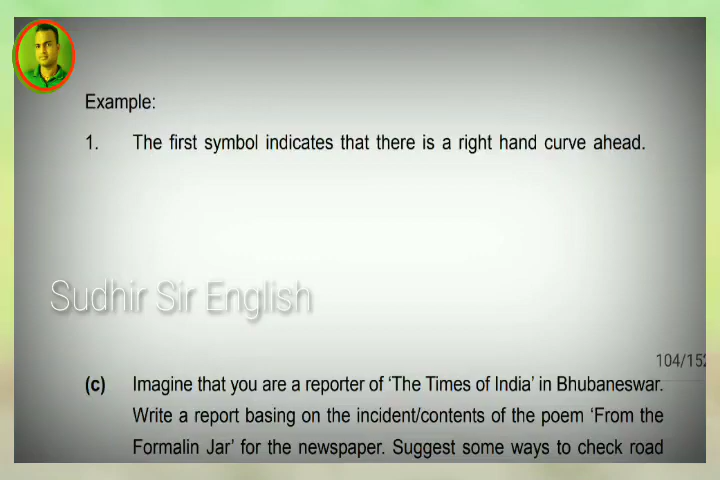 Example:
1. The first symbol indicates that there is a right hand curve ahead.
Sudhir Sir English
104/152
(c) Imagine that you are a reporter of ‘The Times of India’ in Bhubaneswar.
Write a report basing on the incident/contents of the poem ‘From the
Formalin Jar’ for the newspaper. Suggest some ways to check road